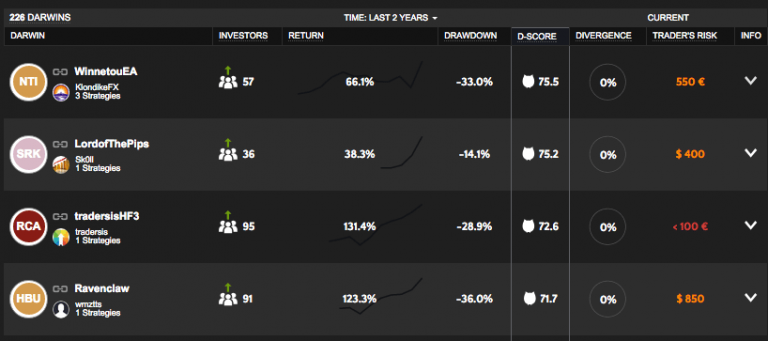 226 DARWINS TIME: LAST 2 YEARS CURRENT
DARWIN INVESTORS RETURN DRAWDOWN D-SCORE DIVERGENCE TRADER'S RISK INFO
NTI WinnetouEA 57 66.1% -33.0% 75.5 0% 550 €
KlondikeFX
3 Strategies
SRK LordofThePips 36 38.3% -14.1% 75.2 0% $ 400
Sk0ll
1 Strategies
RCA tradersisHF3 95 131.4% -28.9% 72.6 0% < 100 €
tradersis
1 Strategies
HBU Ravenclaw 91 123.3% -36.0% 71.7 0% $ 850
wmztts
1 Strategies